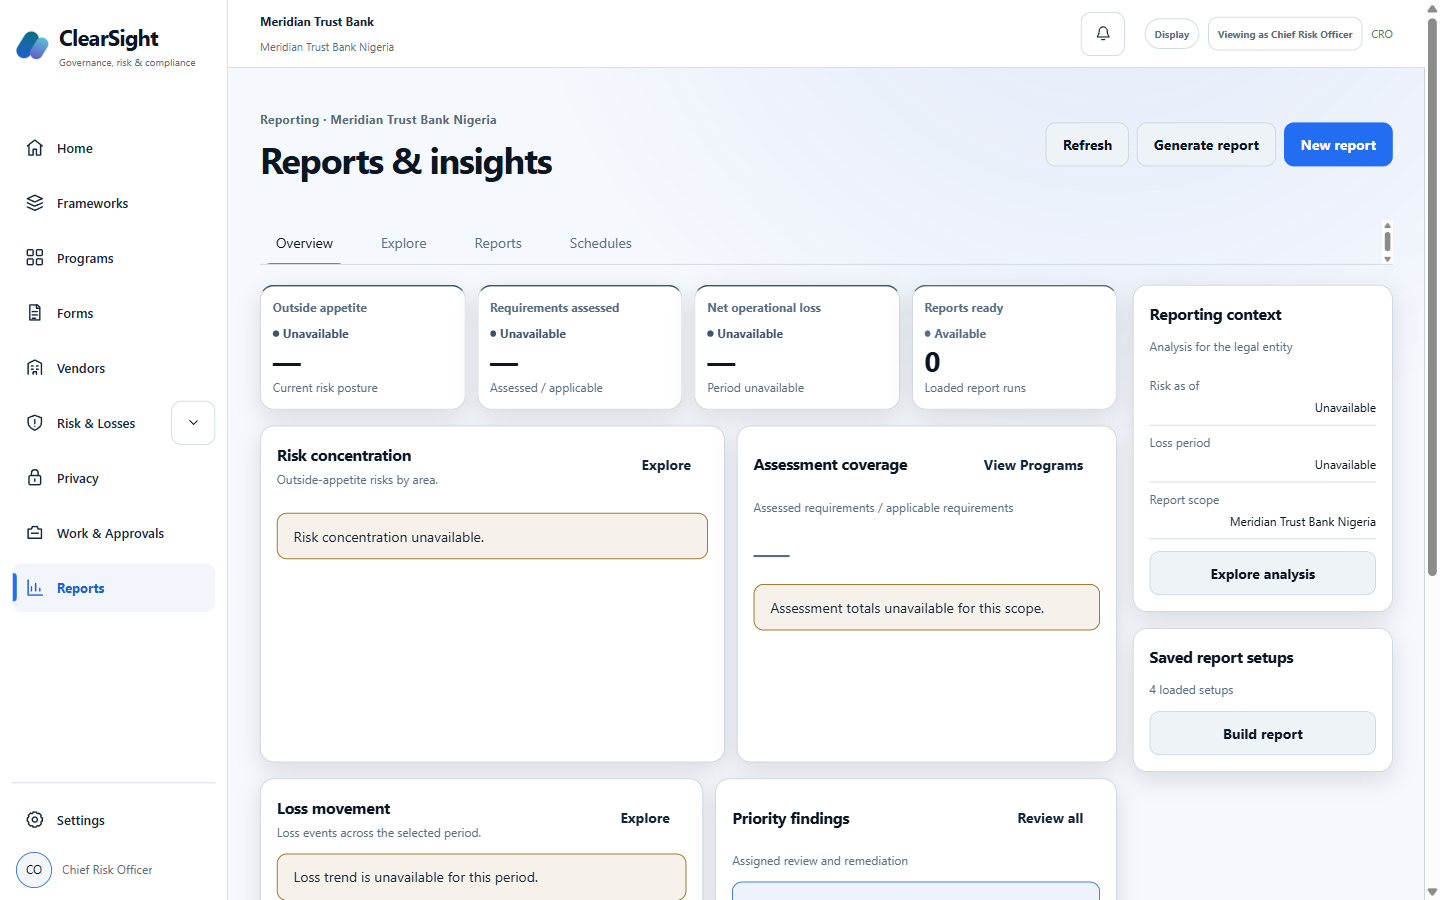 ClearSight
Governance, risk & compliance
Home
Frameworks
Programs
Forms
Vendors
Risk & Losses
Privacy
Work & Approvals
Reports
Settings
CO
Chief Risk Officer
Meridian Trust Bank
Meridian Trust Bank Nigeria
Display
Viewing as Chief Risk Officer
CRO
Reporting · Meridian Trust Bank Nigeria
Reports & insights
Refresh
Generate report
New report
Overview
Explore
Reports
Schedules
Outside appetite
Unavailable
—
Current risk posture
Requirements assessed
Unavailable
—
Assessed / applicable
Net operational loss
Unavailable
—
Period unavailable
Reports ready
Available
0
Loaded report runs
Risk concentration
Outside-appetite risks by area.
Explore
Risk concentration unavailable.
Assessment coverage
View Programs
Assessed requirements / applicable requirements
—
Assessment totals unavailable for this scope.
Loss movement
Loss events across the selected period.
Explore
Loss trend is unavailable for this period.
Priority findings
Review all
Assigned review and remediation
Reporting context
Analysis for the legal entity
Risk as of
Unavailable
Loss period
Unavailable
Report scope
Meridian Trust Bank Nigeria
Explore analysis
Saved report setups
4 loaded setups
Build report